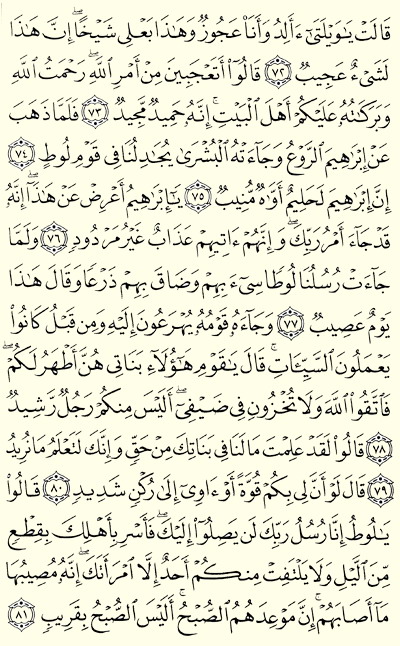 قَالَتْ يَٰوَيْلَتَىٰٓ ءَأَلِدُ وَأَنَا۠ عَجُوزٌ وَهَٰذَا بَعْلِى شَيْخًا ۖ إِنَّ هَٰذَا
لَشَىْءٌ عَجِيبٌ ٧٢ قَالُوٓا۟ أَتَعْجَبِينَ مِنْ أَمْرِ ٱللَّهِ ۖ رَحْمَتُ ٱللَّهِ
وَبَرَكَٰتُهُۥ عَلَيْكُمْ أَهْلَ ٱلْبَيْتِ ۚ إِنَّهُۥ حَمِيدٌ مَّجِيدٌ ٧٣ فَلَمَّا ذَهَبَ
عَنْ إِبْرَٰهِيمَ ٱلرَّوْعُ وَجَآءَتْهُ ٱلْبُشْرَىٰ يُجَٰدِلُنَا فِى قَوْمِ لُوطٍ ٧٤
إِنَّ إِبْرَٰهِيمَ لَحَلِيمٌ أَوَّٰهٌ مُّنِيبٌ ٧٥ يَٰٓإِبْرَٰهِيمُ أَعْرِضْ عَنْ هَٰذَآ ۖ إِنَّهُۥ
قَدْ جَآءَ أَمْرُ رَبِّكَ ۖ وَإِنَّهُمْ ءَاتِيهِمْ عَذَابٌ غَيْرُ مَرْدُودٍ ٧٦ وَلَمَّا
جَآءَتْ رُسُلُنَا لُوطًا سِىٓءَ بِهِمْ وَضَاقَ بِهِمْ ذَرْعًا وَقَالَ هَٰذَا
يَوْمٌ عَصِيبٌ ٧٧ وَجَآءَهُۥ قَوْمُهُۥ يُهْرَعُونَ إِلَيْهِ وَمِن قَبْلُ كَانُوا۟
يَعْمَلُونَ ٱلسَّيِّـَٔاتِ ۚ قَالَ يَٰقَوْمِ هَٰٓؤُلَآءِ بَنَاتِى هُنَّ أَطْهَرُ لَكُمْ ۖ
فَٱتَّقُوا۟ ٱللَّهَ وَلَا تُخْزُونِ فِى ضَيْفِىٓ ۖ أَلَيْسَ مِنكُمْ رَجُلٌ رَّشِيدٌ
٧٨ قَالُوا۟ لَقَدْ عَلِمْتَ مَا لَنَا فِى بَنَاتِكَ مِنْ حَقٍّ وَإِنَّكَ لَتَعْلَمُ مَا نُرِيدُ
٧٩ قَالَ لَوْ أَنَّ لِى بِكُمْ قُوَّةً أَوْ ءَاوِىٓ إِلَىٰ رُكْنٍ شَدِيدٍ ٨٠ قَالُوا۟
يَٰلُوطُ إِنَّا رُسُلُ رَبِّكَ لَن يَصِلُوٓا۟ إِلَيْكَ ۖ فَأَسْرِ بِأَهْلِكَ بِقِطْعٍ
مِّنَ ٱلَّيْلِ وَلَا يَلْتَفِتْ مِنكُمْ أَحَدٌ إِلَّا ٱمْرَأَتَكَ ۖ إِنَّهُۥ مُصِيبُهَا
مَآ أَصَابَهُمْ ۚ إِنَّ مَوْعِدَهُمُ ٱلصُّبْحُ ۚ أَلَيْسَ ٱلصُّبْحُ بِقَرِيبٍ ٨١